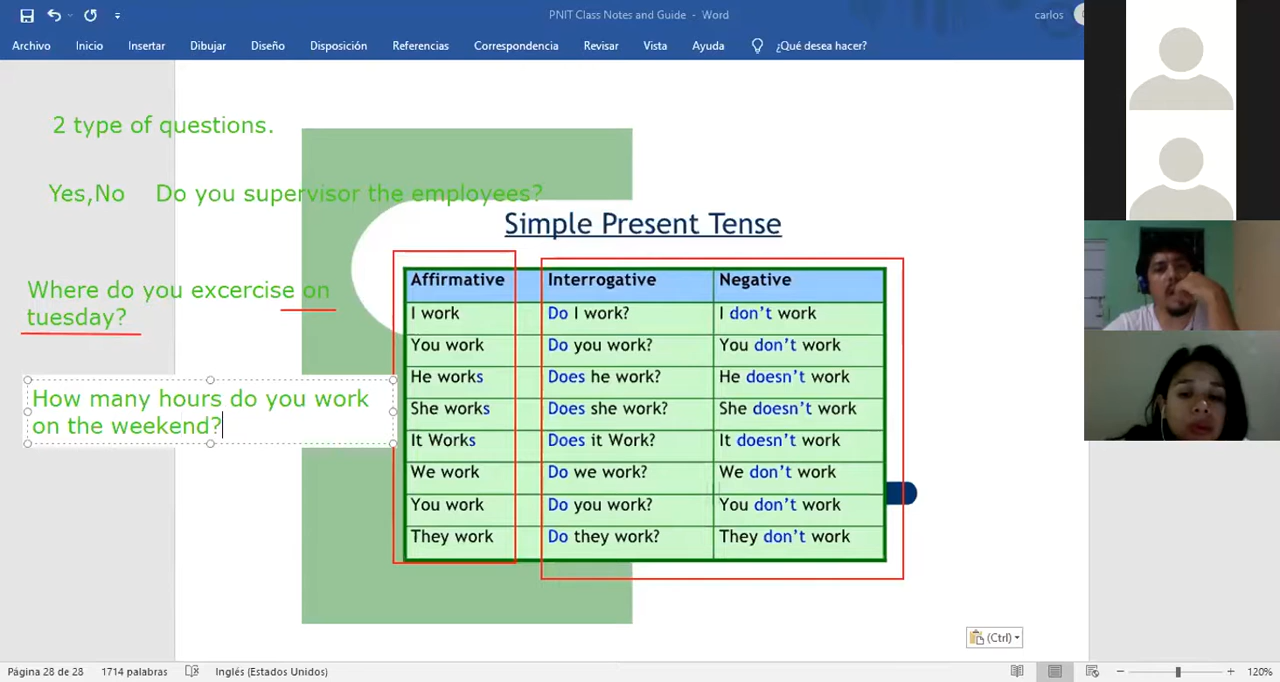 PNIT Class Notes and Guide - Word
carlos
Archivo Inicio Insertar Dibujar Diseño Disposición Referencias Correspondencia Revisar Vista Ayuda ¿Qué desea hacer?
2 type of questions.
Yes,No Do you supervisor the employees?
Simple Present Tense
Where do you excercise on
tuesday?
How many hours do you work
on the weekend?
Affirmative Interrogative Negative
I work Do I work? I don't work
You work Do you work? You don't work
He works Does he work? He doesn't work
She works Does she work? She doesn't work
It Works Does it Work? It doesn't work
We work Do we work? We don't work
You work Do you work? You don't work
They work Do they work? They don't work
(Ctrl)
Página 28 de 28 1714 palabras Inglés (Estados Unidos) 120%